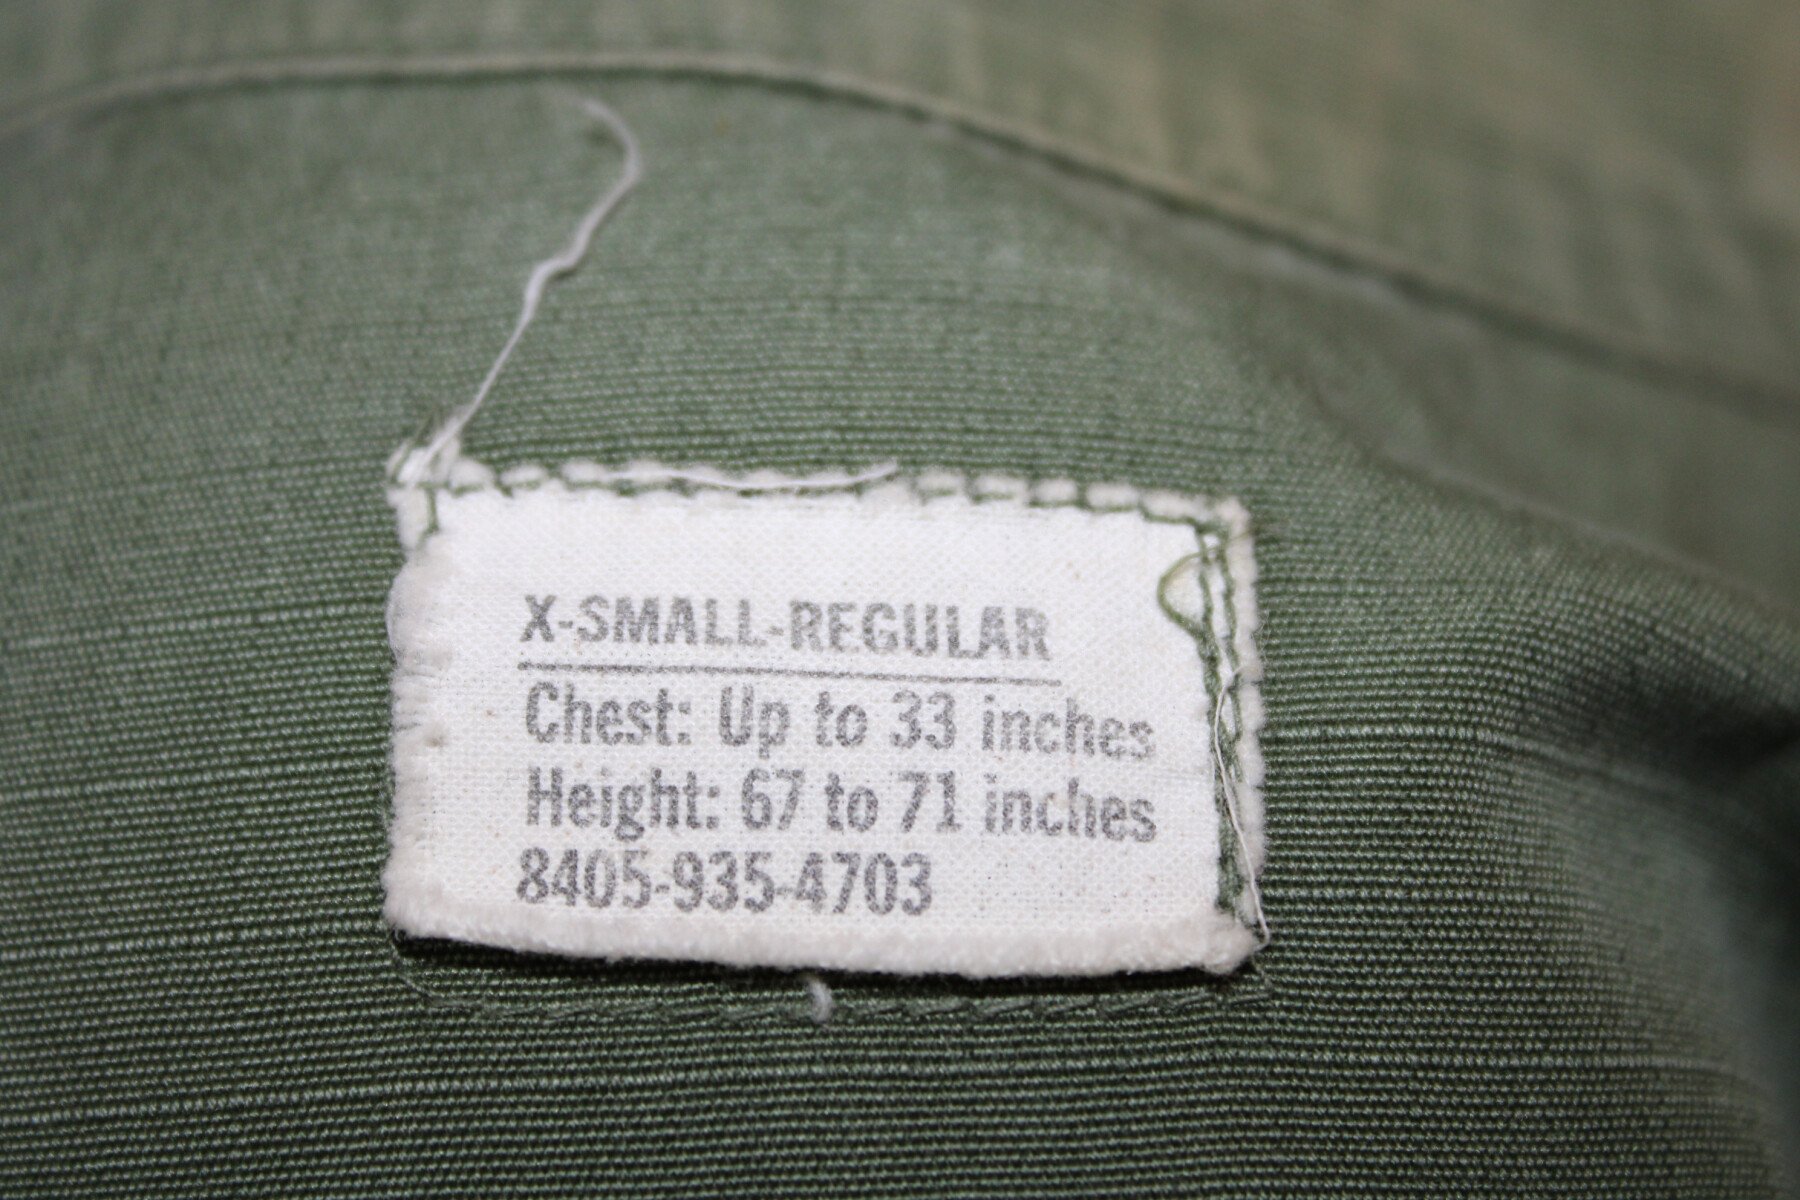 X-SMALL-REGULAR
Chest: Up to 33 inches
Height: 67 to 71 inches
8405-935-4703